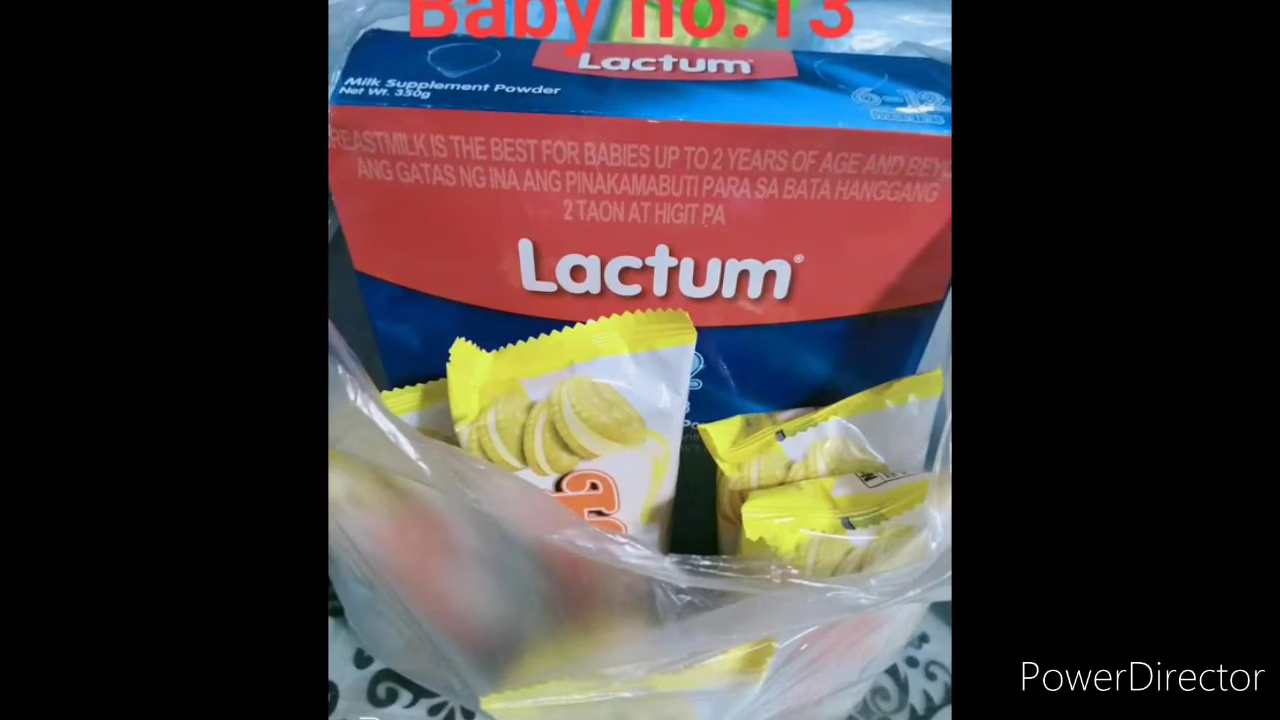 Baby no.13
Lactum
Milk Supplement Powder
Net Wt. 350g
6-12
BREASTMILK IS THE BEST FOR BABIES UP TO 2 YEARS OF AGE AND
ANG GATAS NG INA ANG PINAKAMABUTI PARA SA BATA HANGGANG
2 TAON AT HIGIT PA
Lactum®
PowerDirector